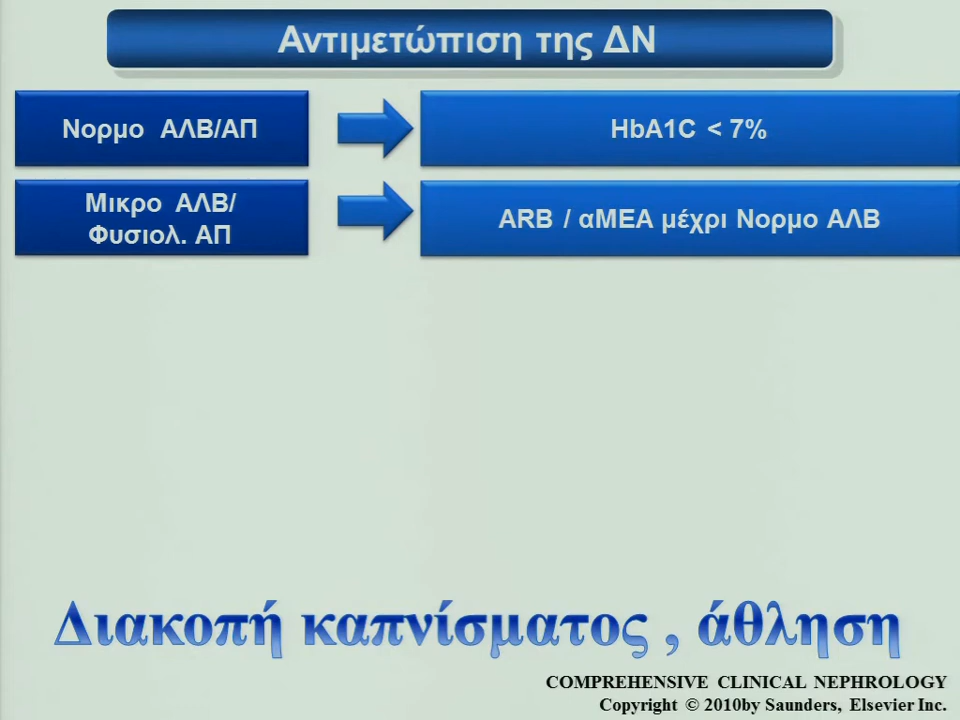 Αντιμετώπιση της ΔΝ
Νορμο ΑΛΒ/ΑΠ
HbA1C < 7%
Μικρο ΑΛΒ/
Φυσιολ. ΑΠ
ARB / αΜΕΑ μέχρι Νορμο ΑΛΒ
Διακοπή καπνίσματος , άθληση
COMPREHENSIVE CLINICAL NEPHROLOGY
Copyright © 2010by Saunders, Elsevier Inc.